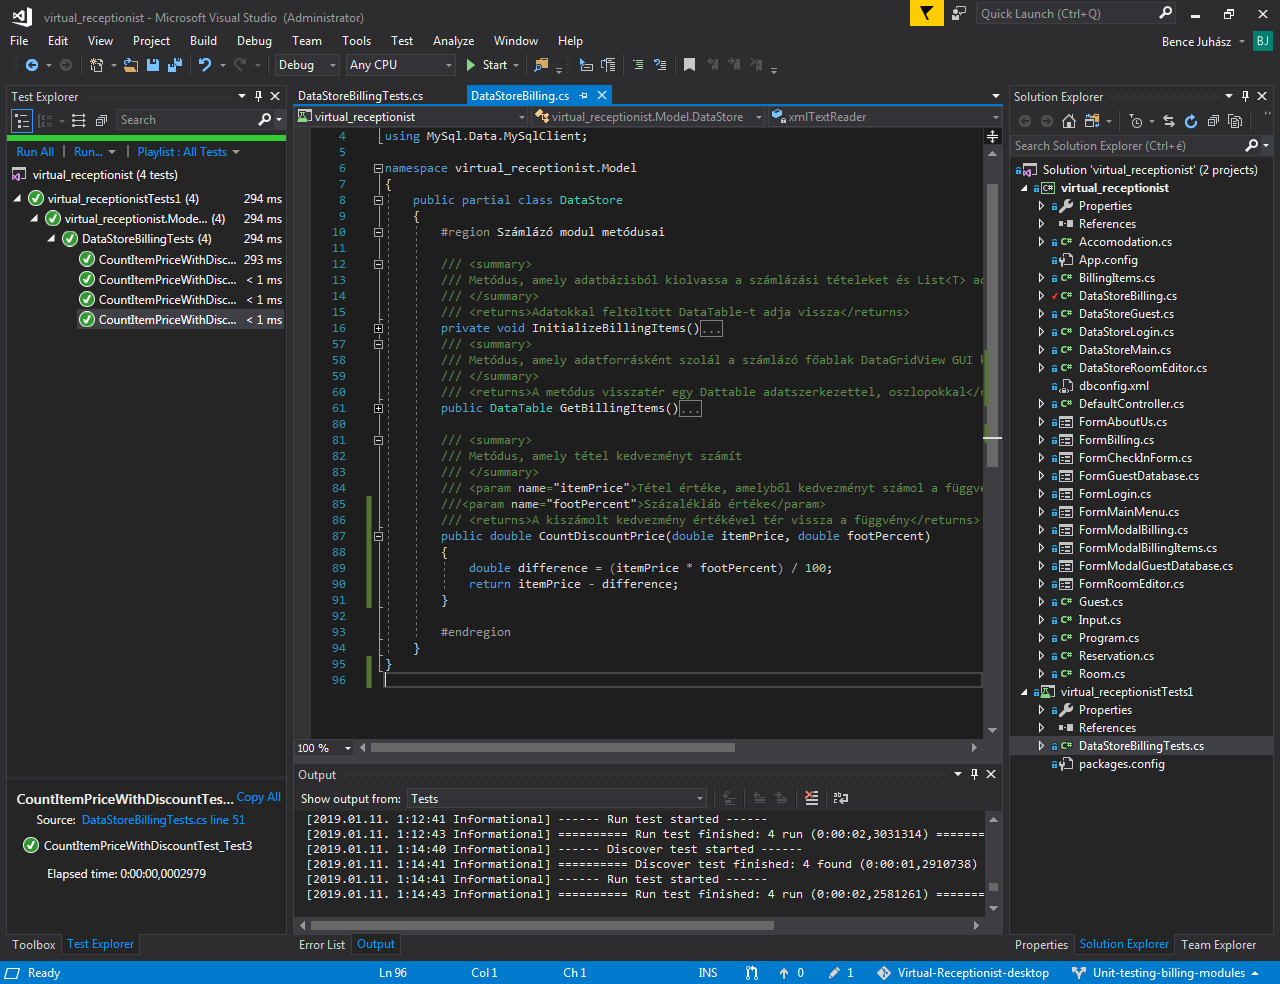 virtual_receptionist - Microsoft Visual Studio (Administrator)
Quick Launch (Ctrl+Q)
File Edit View Project Build Debug Team Tools Test Analyze Window Help
Bence Juhász BJ
Debug Any CPU Start
Test Explorer
Search
Run All | Run... | Playlist : All Tests
virtual_receptionist (4 tests)
virtual_receptionistTests1 (4) 294 ms
virtual_receptionist.Mode... (4) 294 ms
DataStoreBillingTests (4) 294 ms
CountItemPriceWithDisc... 293 ms
CountItemPriceWithDisc... < 1 ms
CountItemPriceWithDisc... < 1 ms
CountItemPriceWithDisc... < 1 ms
CountItemPriceWithDiscountTes... Copy All
Source: DataStoreBillingTests.cs line 51
CountItemPriceWithDiscountTest_Test3
Elapsed time: 0:00:00,0002979
Toolbox Test Explorer
DataStoreBillingTests.cs DataStoreBilling.cs
virtual_receptionist virtual_receptionist.Model.DataStore xmlTextReader
4 using MySql.Data.MySqlClient;
5
6 namespace virtual_receptionist.Model
7 {
8 public partial class DataStore
9 {
10 #region Számlázó modul metódusai
11
12 /// <summary>
13 /// Metódus, amely adatbázisból kiolvassa a számlázási tételeket és List<T> ad
14 /// </summary>
15 /// <returns>Adatokkal feltöltött DataTable-t adja vissza</returns>
16 private void InitializeBillingItems()...
57 /// <summary>
58 /// Metódus, amely adatforrásként szolál a számlázó főablak DataGridView GUI
59 /// </summary>
60 /// <returns>A metódus visszatér egy Dattable adatszerkezettel, oszlopokkal</
61 public DataTable GetBillingItems()...
80
81 /// <summary>
82 /// Metódus, amely tétel kedvezményt számít
83 /// </summary>
84 /// <param name="itemPrice">Tétel értéke, amelyből kedvezményt számol a függve
85 ///<param name="footPercent">Százalékláb értéke</param>
86 /// <returns>A kiszámolt kedvezmény értékével tér vissza a függvény</returns>
87 public double CountDiscountPrice(double itemPrice, double footPercent)
88 {
89 double difference = (itemPrice * footPercent) / 100;
90 return itemPrice - difference;
91 }
92
93 #endregion
94 }
95 }
96
100 %
Output
Show output from: Tests
[2019.01.11. 1:12:41 Informational] ------ Run test started ------
[2019.01.11. 1:12:43 Informational] ========== Run test finished: 4 run (0:00:02,3031314) =======
[2019.01.11. 1:14:40 Informational] ------ Discover test started ------
[2019.01.11. 1:14:41 Informational] ========== Discover test finished: 4 found (0:00:01,2910738)
[2019.01.11. 1:14:41 Informational] ------ Run test started ------
[2019.01.11. 1:14:43 Informational] ========== Run test finished: 4 run (0:00:02,2581261) =======
Error List Output
Solution Explorer
Search Solution Explorer (Ctrl+é)
Solution 'virtual_receptionist' (2 projects)
virtual_receptionist
Properties
References
Accomodation.cs
App.config
BillingItems.cs
DataStoreBilling.cs
DataStoreGuest.cs
DataStoreLogin.cs
DataStoreMain.cs
DataStoreRoomEditor.cs
dbconfig.xml
DefaultController.cs
FormAboutUs.cs
FormBilling.cs
FormCheckInForm.cs
FormGuestDatabase.cs
FormLogin.cs
FormMainMenu.cs
FormModalBilling.cs
FormModalBillingItems.cs
FormModalGuestDatabase.cs
FormRoomEditor.cs
Guest.cs
Input.cs
Program.cs
Reservation.cs
Room.cs
virtual_receptionistTests1
Properties
References
DataStoreBillingTests.cs
packages.config
Properties Solution Explorer Team Explorer
Ready Ln 96 Col 1 Ch 1 INS 0 1 Virtual-Receptionist-desktop Unit-testing-billing-modules